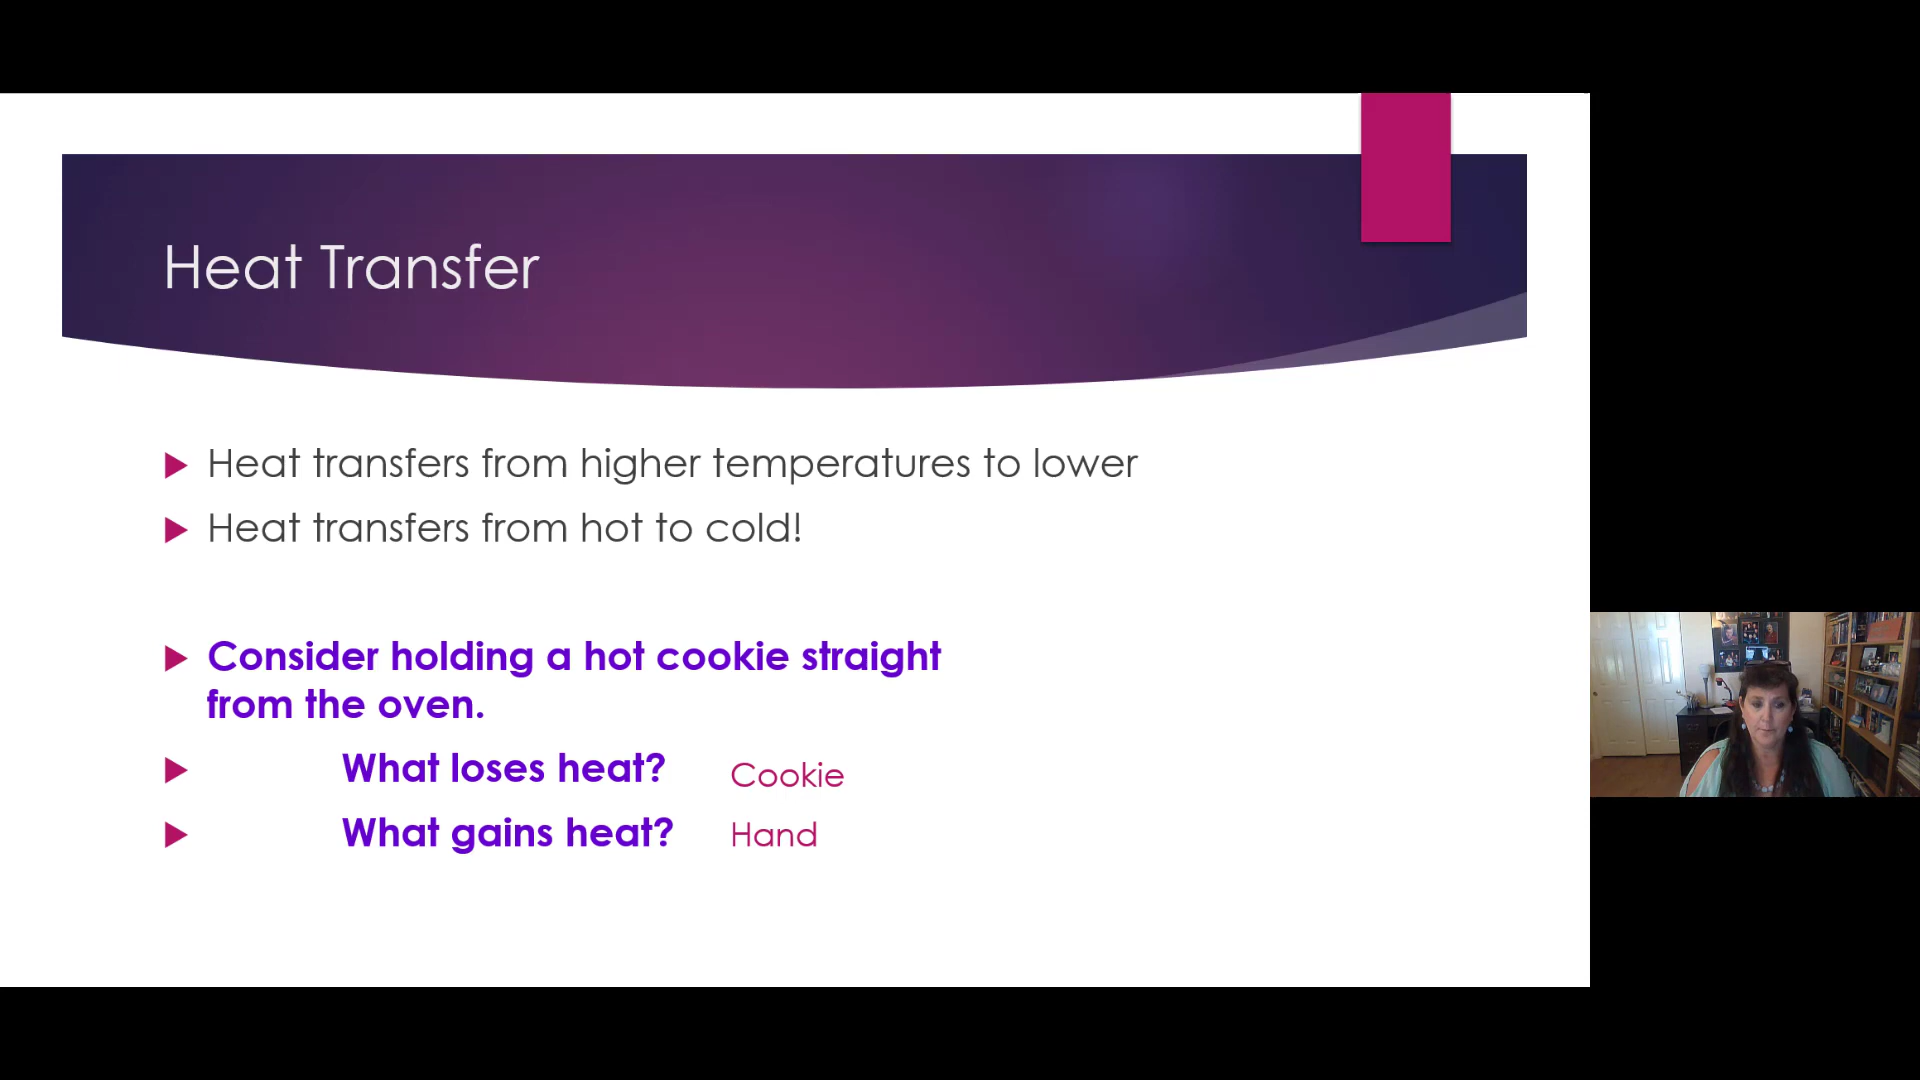 Heat Transfer
Heat transfers from higher temperatures to lower
Heat transfers from hot to cold!
Consider holding a hot cookie straight
from the oven.
What loses heat? Cookie
What gains heat? Hand